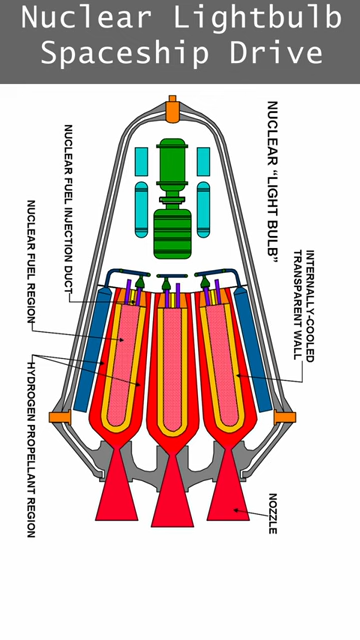 Nuclear Lightbulb
Spaceship Drive
NUCLEAR "LIGHT BULB"
INTERNALLY-COOLED
TRANSPARENT WALL
NOZZLE
NUCLEAR FUEL INJECTION DUCT
NUCLEAR FUEL REGION
HYDROGEN PROPELLANT REGION